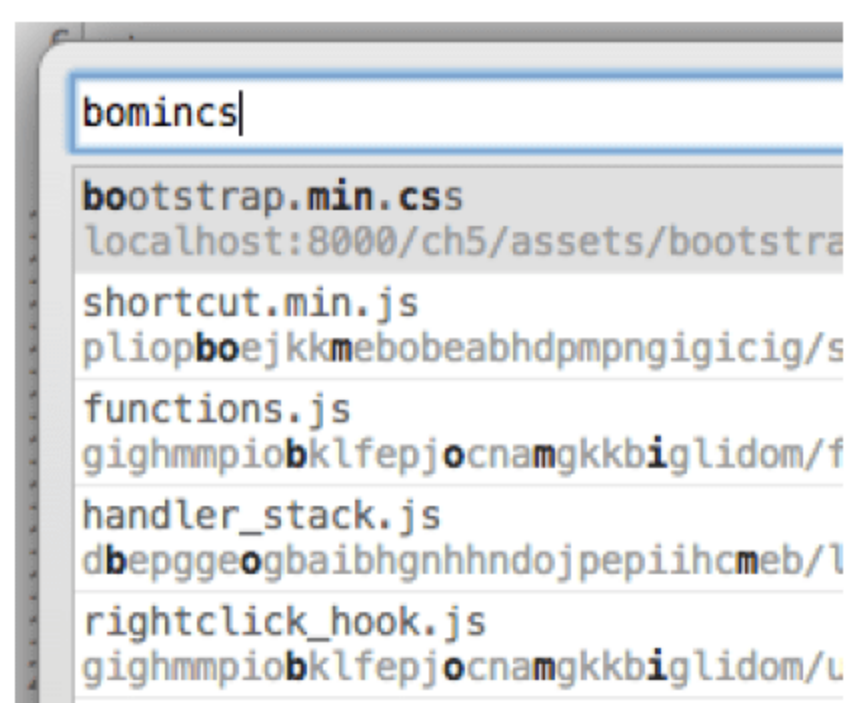 bomincs
bootstrap.min.css
localhost:8000/ch5/assets/bootstra
shortcut.min.js
pliopboejkkmebobeabhdpmpngigicig/s
functions.js
gighmmpiobklfepjocnamgkkbiglidom/f
handler_stack.js
dbepggeogbaibhgnhhndojpepiihcmeb/l
rightclick_hook.js
gighmmpiobklfepjocnamgkkbiglidom/u